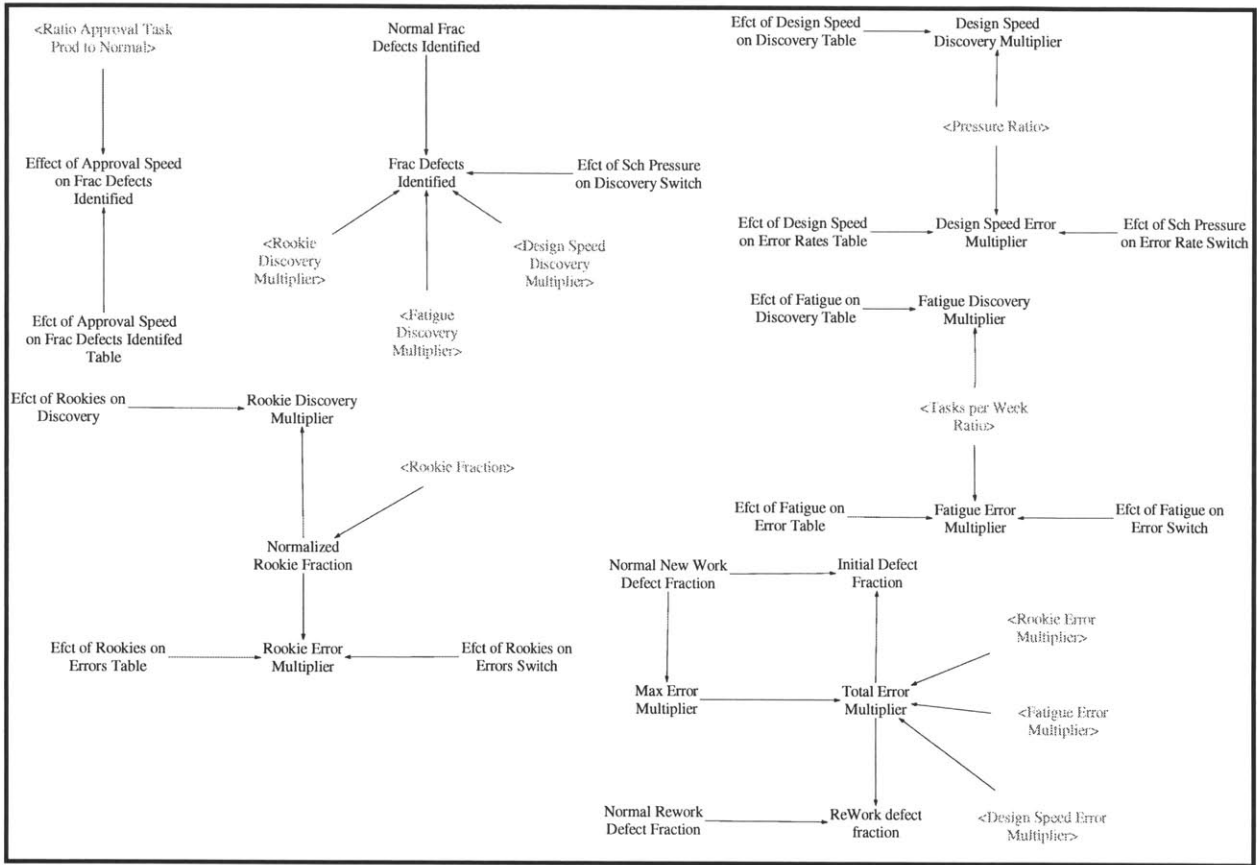 <Ratio Approval Task
Prod to Normal>
Effect of Approval Speed
on Frac Defects
Identified
Efct of Approval Speed
on Frac Defects Identifed
Table
Normal Frac
Defects Identified
Frac Defects
Identified
Efct of Sch Pressure
on Discovery Switch
<Rookie
Discovery
Multiplier>
<Fatigue
Discovery
Multiplier>
<Design Speed
Discovery
Multiplier>
Efct of Design Speed
on Discovery Table
Design Speed
Discovery Multiplier
<Pressure Ratio>
Efct of Design Speed
on Error Rates Table
Design Speed Error
Multiplier
Efct of Sch Pressure
on Error Rate Switch
Efct of Fatigue on
Discovery Table
Fatigue Discovery
Multiplier
<Tasks per Week
Ratio>
Efct of Fatigue on
Error Table
Fatigue Error
Multiplier
Efct of Fatigue on
Error Switch
Efct of Rookies on
Discovery
Rookie Discovery
Multiplier
<Rookie Fraction>
Normalized
Rookie Fraction
Efct of Rookies on
Errors Table
Rookie Error
Multiplier
Efct of Rookies on
Errors Switch
Normal New Work
Defect Fraction
Initial Defect
Fraction
<Rookie Error
Multiplier>
Max Error
Multiplier
Total Error
Multiplier
<Fatigue Error
Multiplier>
Normal Rework
Defect Fraction
ReWork defect
fraction
<Design Speed Error
Multiplier>